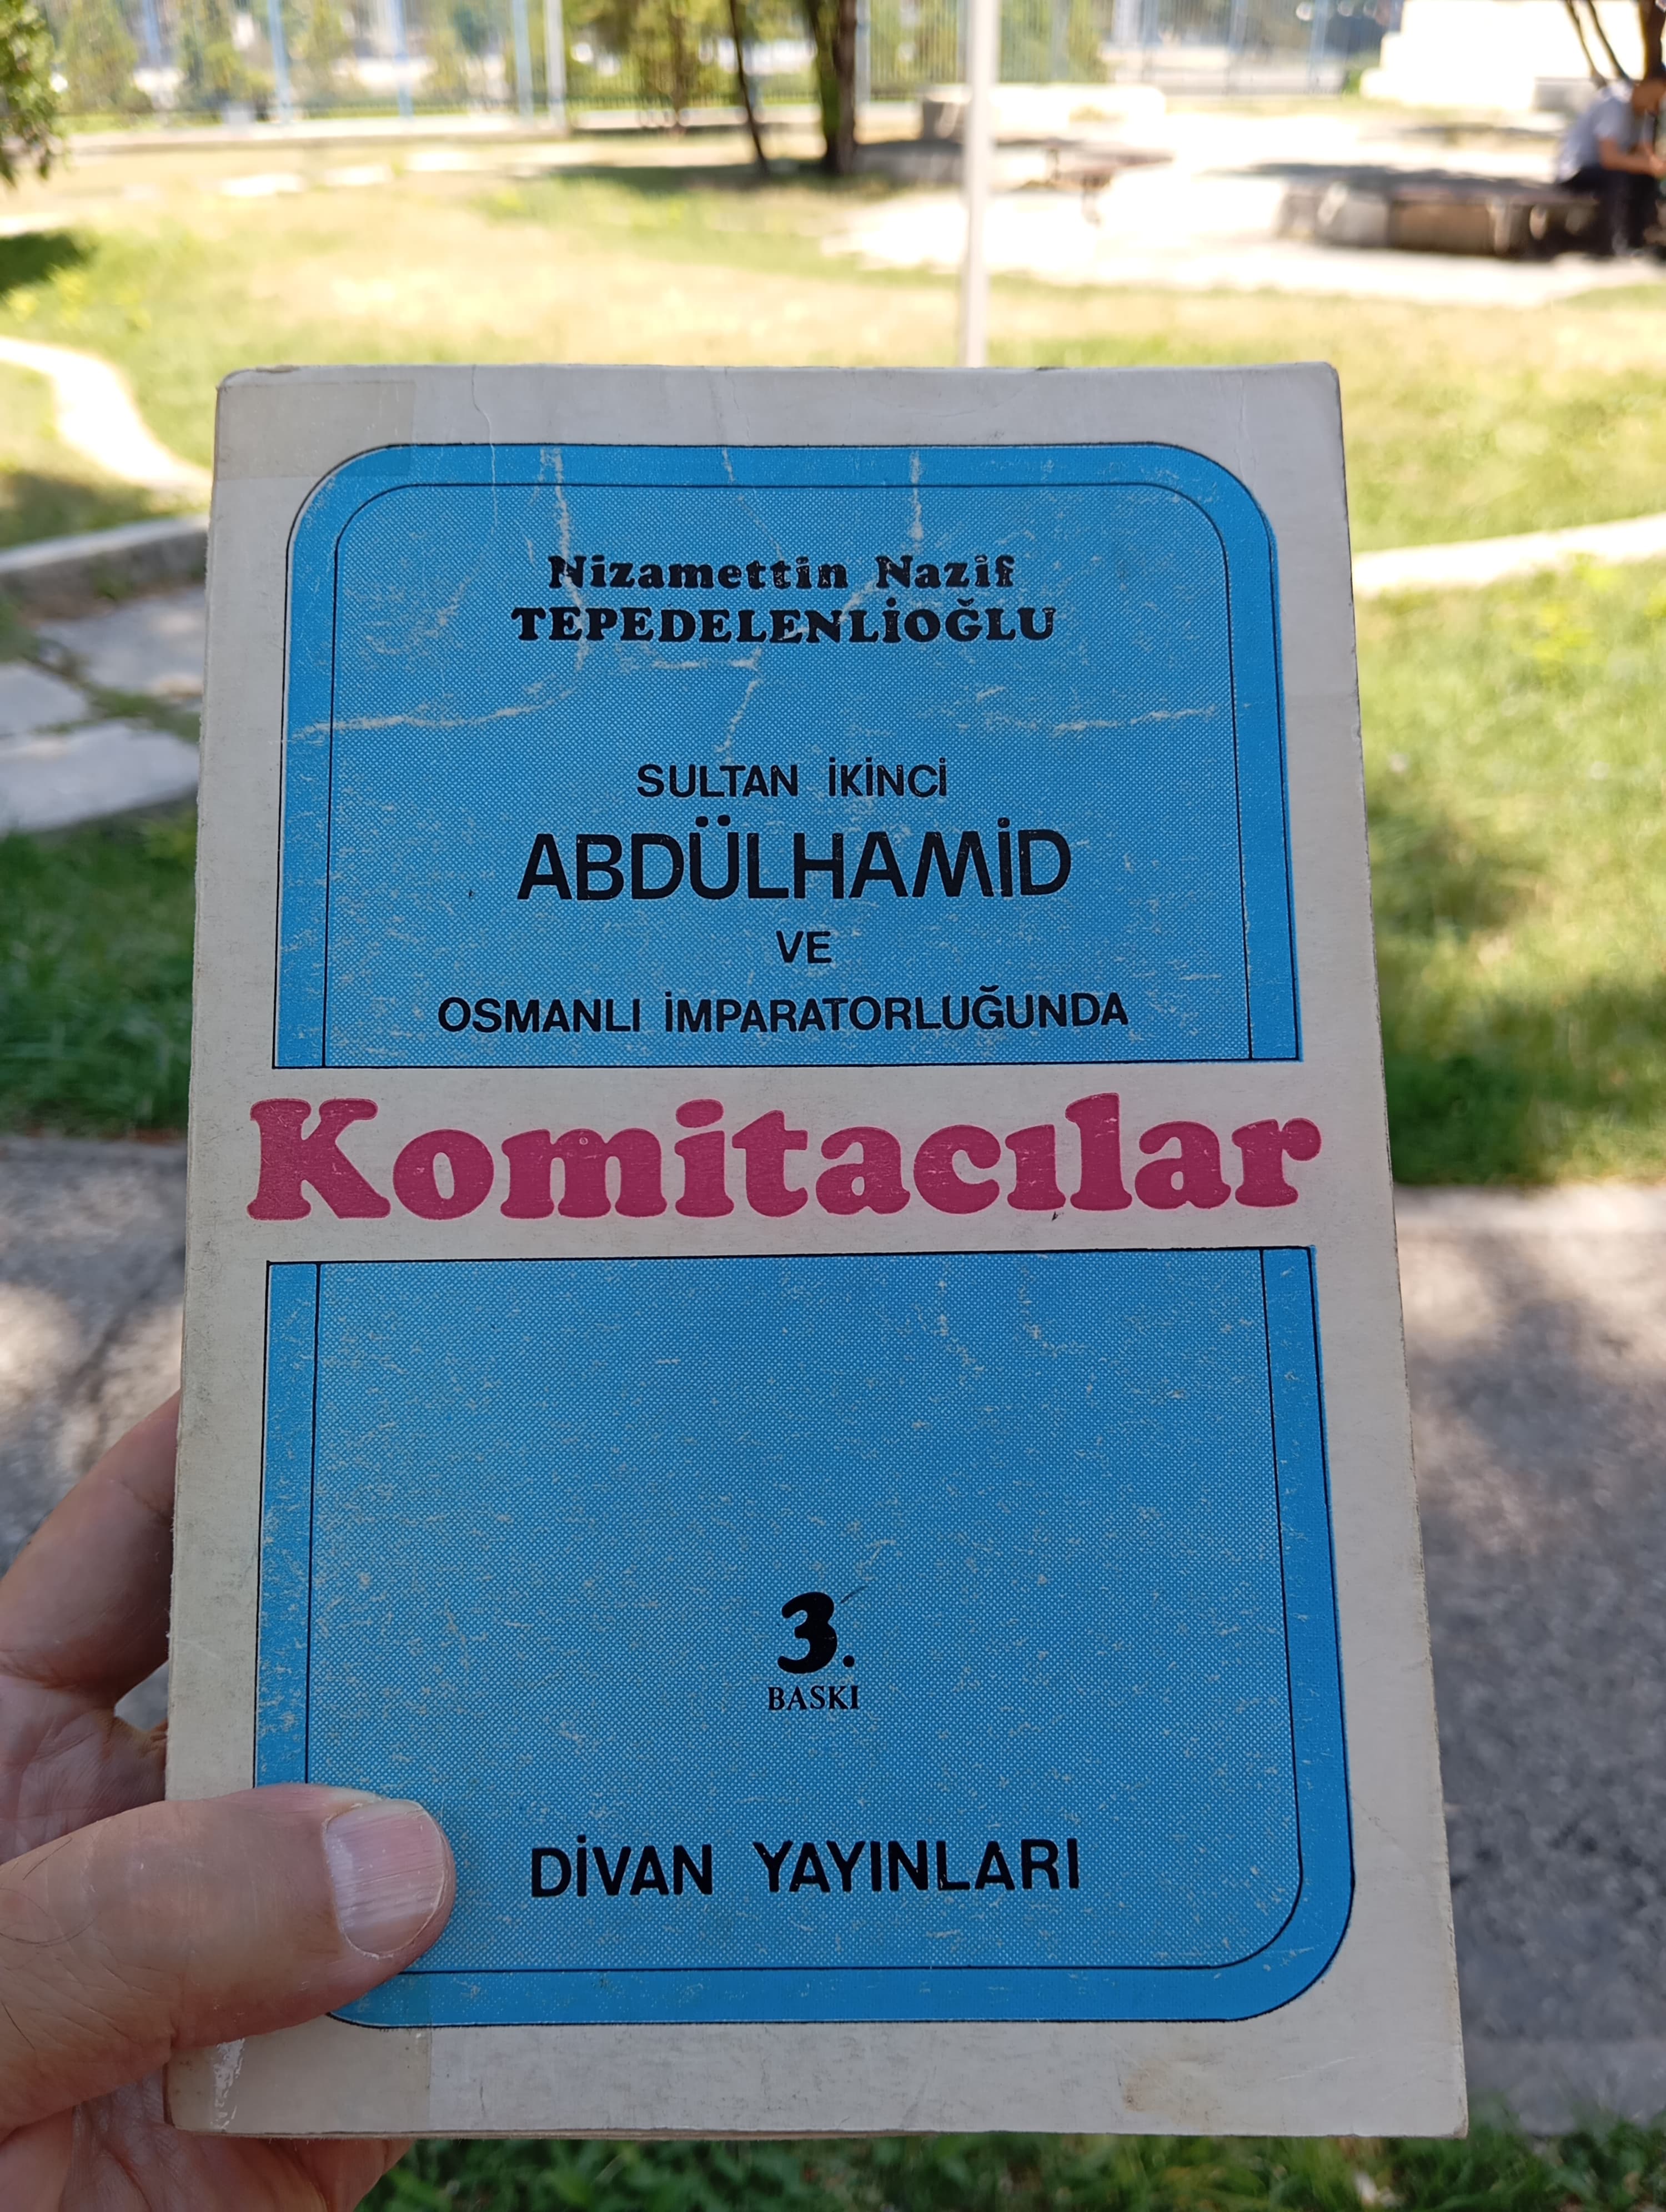 Nizamettin Nazif
TEPEDELENLİOĞLU
SULTAN İKİNCİ
ABDÜLHAMİD
VE
OSMANLI İMPARATORLUĞUNDA
Komitacılar
3.
BASKI
DİVAN YAYINLARI